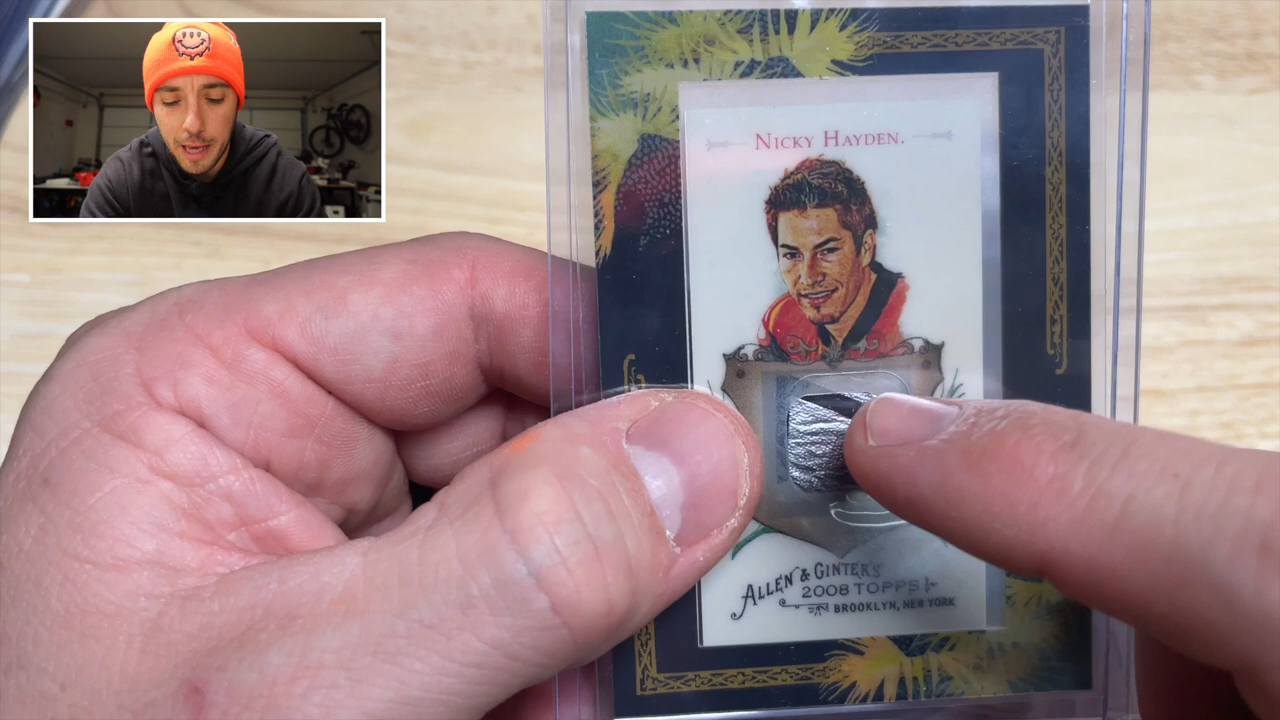 NICKY HAYDEN.
ALLEN & GINTER'S
2008 TOPPS
BROOKLYN, NEW YORK